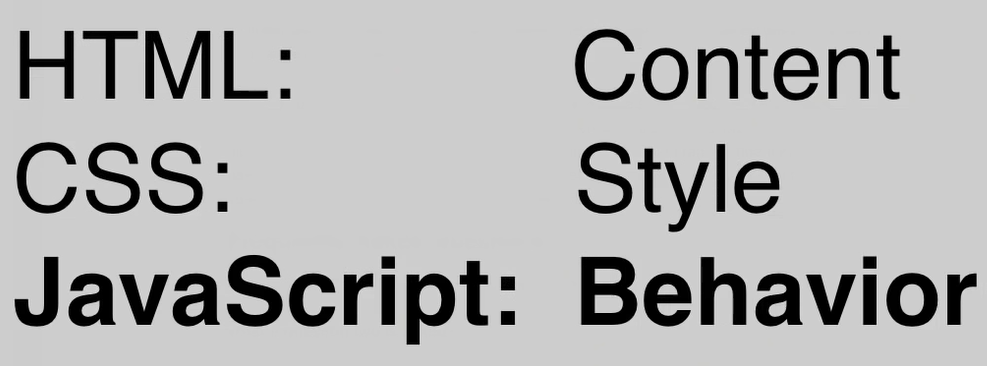 HTML: Content
CSS: Style
JavaScript: Behavior